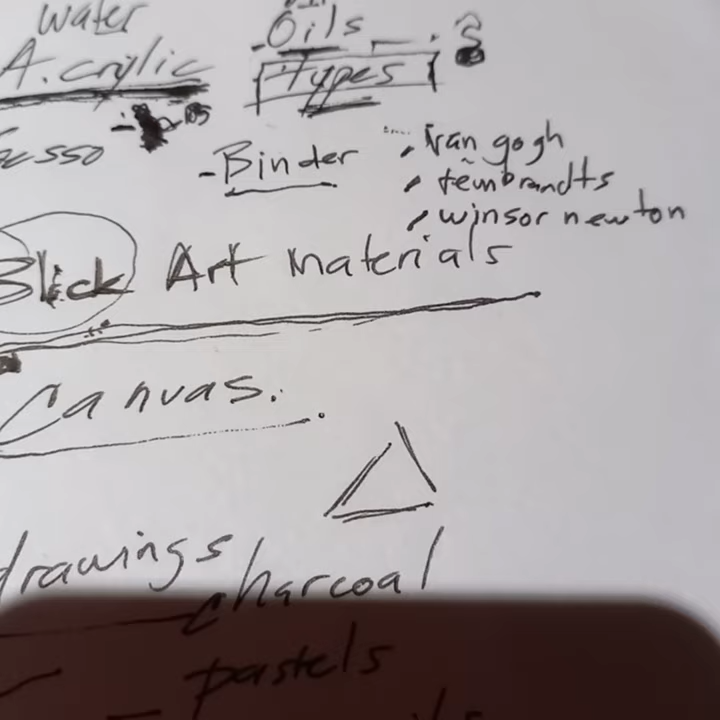 water
Oils
A.crylic
Types
- Binder
van gogh
rembrandts
winsor newton
Blick Art materials
Canvas.
drawings
charcoal
pastels